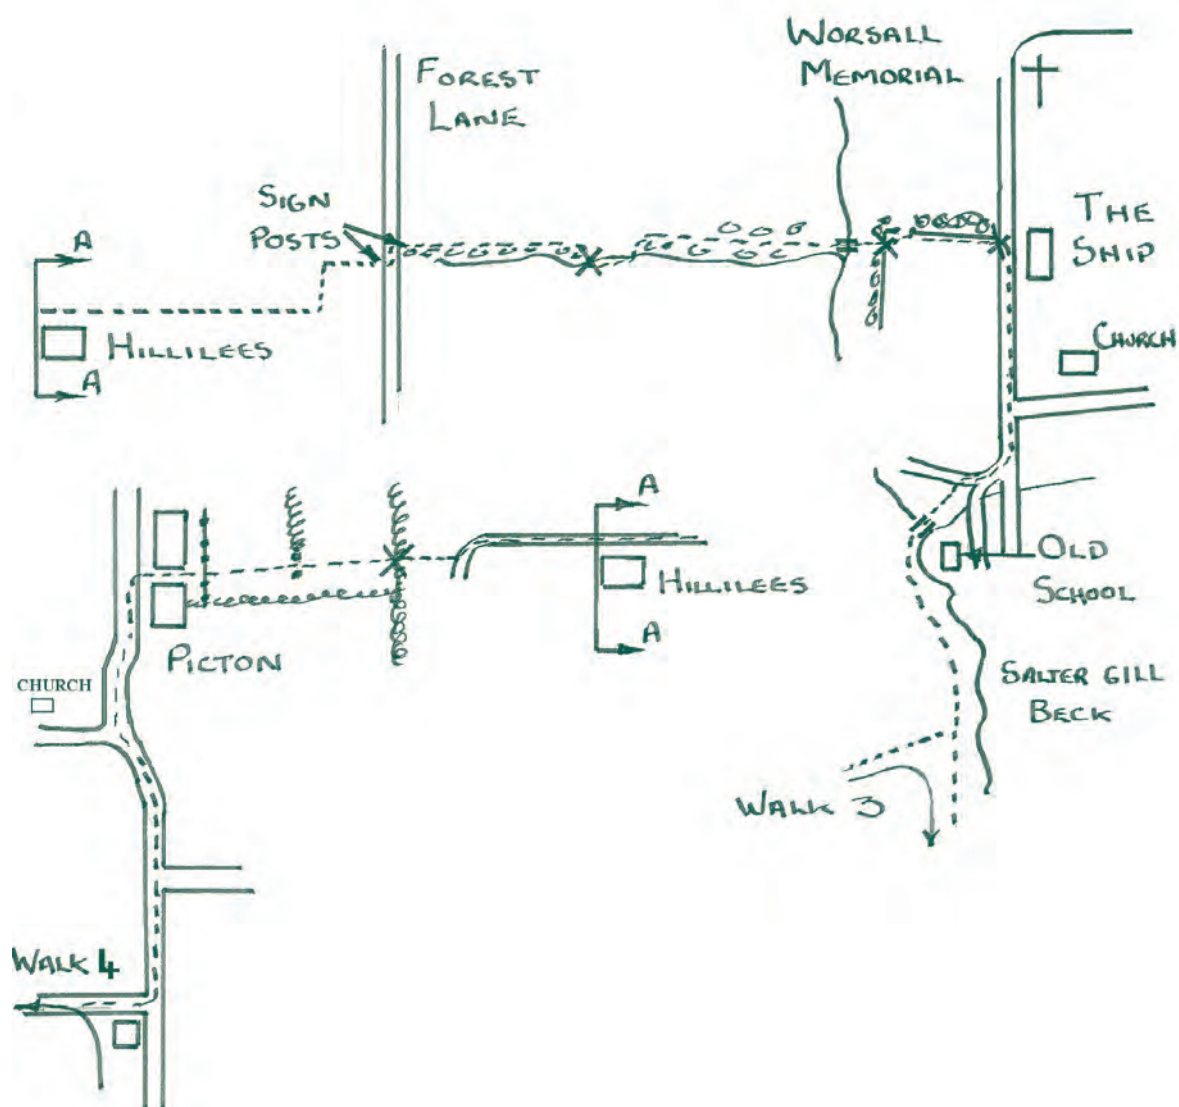 WORSALL
MEMORIAL
FOREST
LANE
SIGN
POSTS
THE
SHIP
A
HILLILEES
A
CHURCH
A
HILLILEES
A
OLD
SCHOOL
PICTON
CHURCH
SALTER GILL
BECK
WALK 3
WALK 4